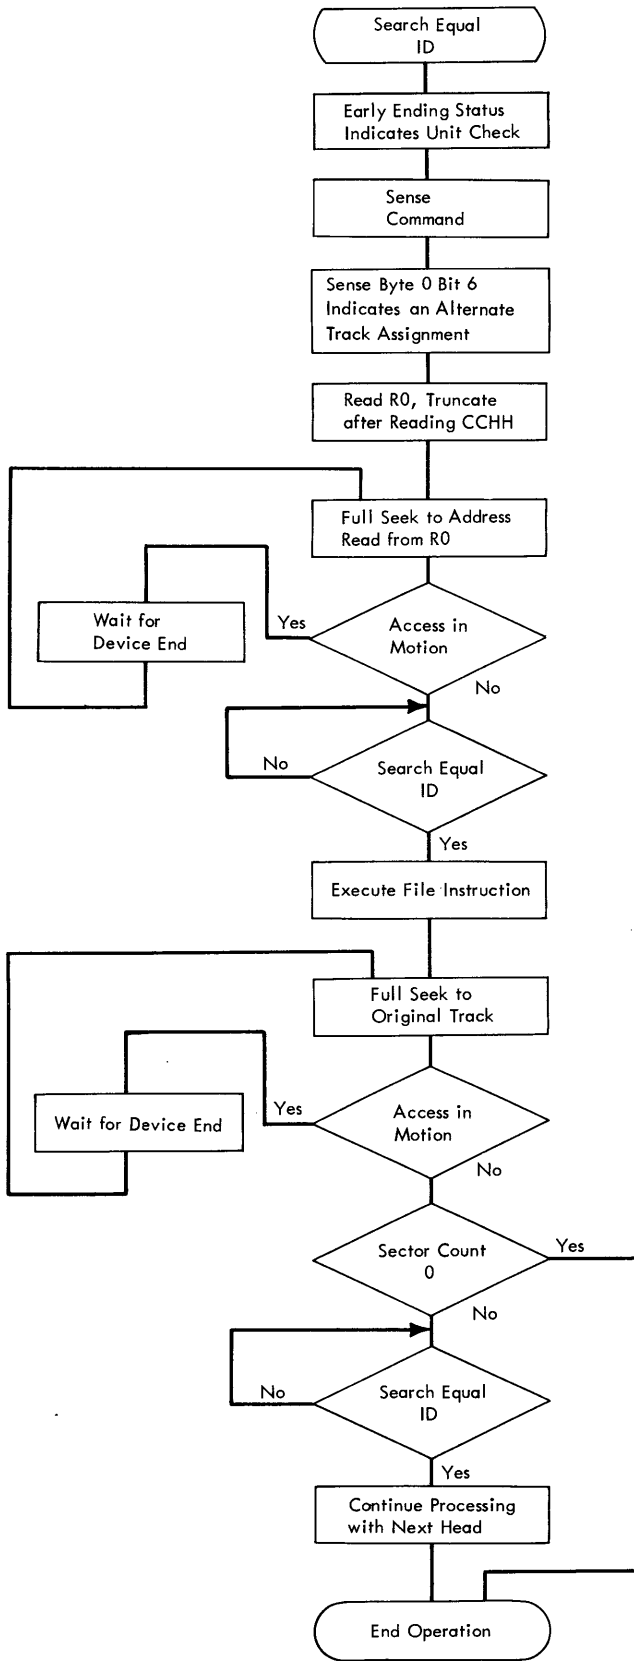 Search Equal
ID
Early Ending Status
Indicates Unit Check
Sense
Command
Sense Byte 0 Bit 6
Indicates an Alternate
Track Assignment
Read R0, Truncate
after Reading CCHH
Full Seek to Address
Read from R0
Wait for
Device End
Yes
Access in
Motion
No
No
Search Equal
ID
Yes
Execute File Instruction
Full Seek to
Original Track
Wait for Device End
Yes
Access in
Motion
No
Sector Count
0
Yes
No
No
Search Equal
ID
Yes
Continue Processing
with Next Head
End Operation